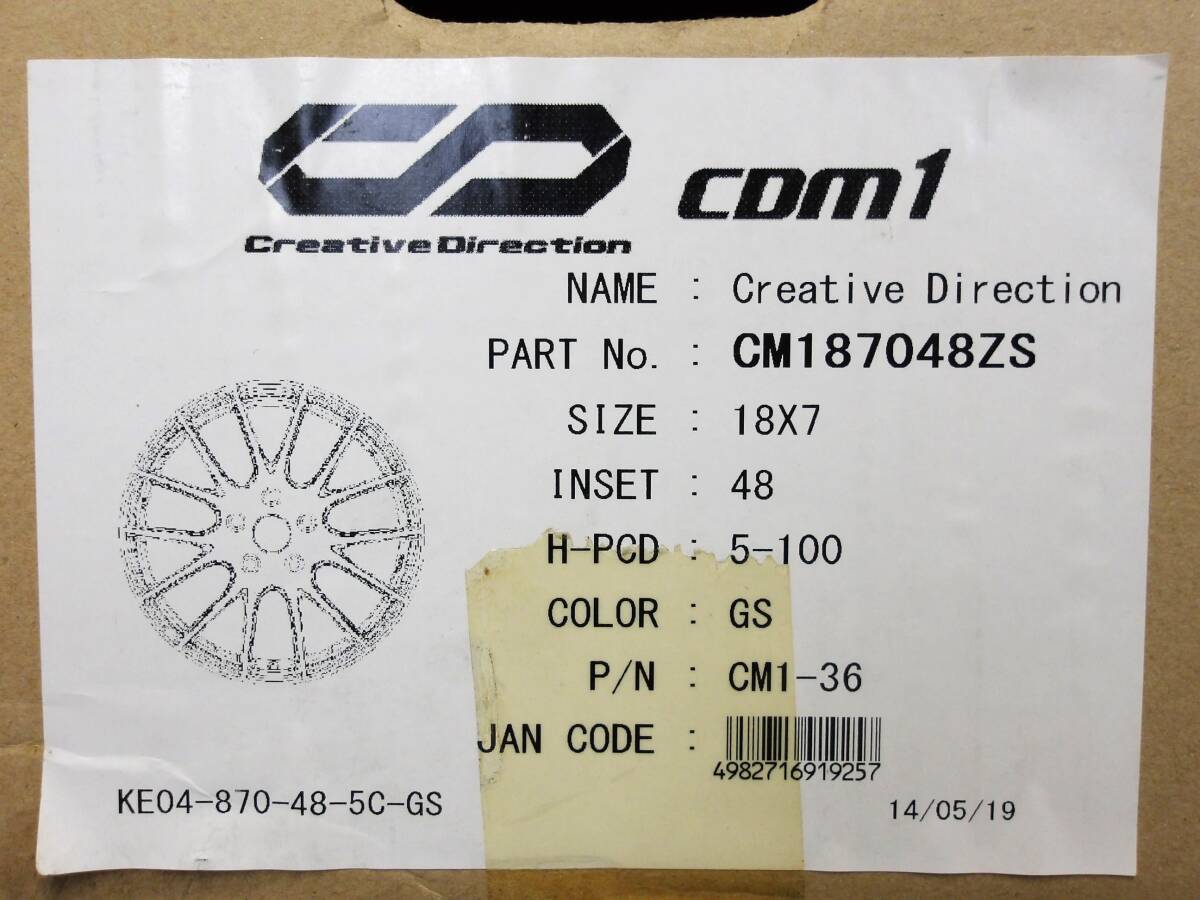 Creative Direction
CDM1
NAME : Creative Direction
PART No. : CM187048ZS
SIZE : 18X7
INSET : 48
H-PCD : 5-100
COLOR : GS
P/N : CM1-36
JAN CODE :
4982716919257
KE04-870-48-5C-GS
14/05/19